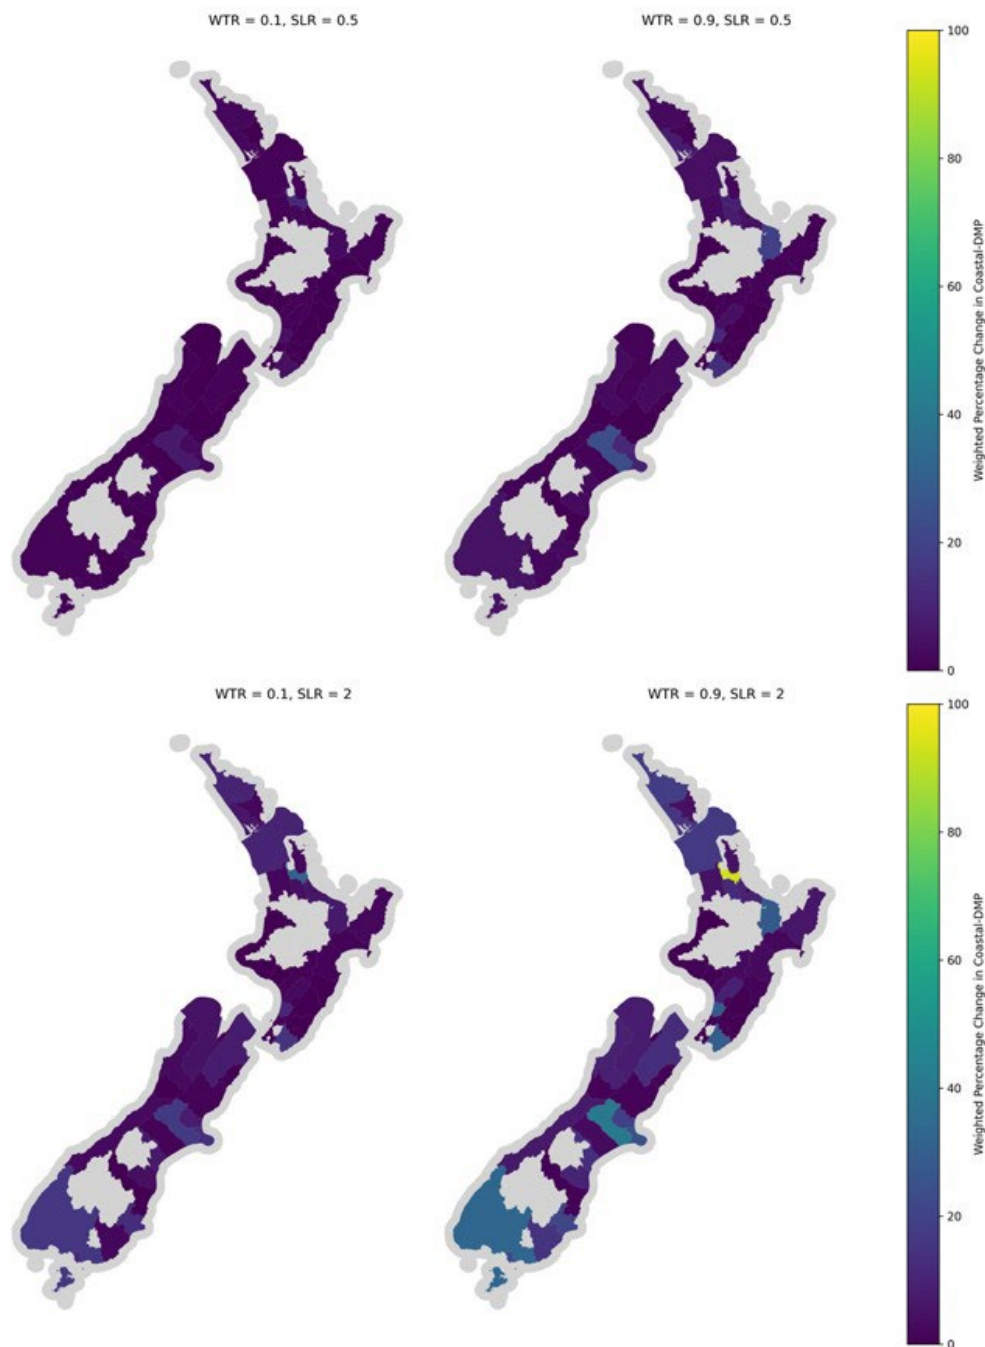 WTR = 0.1, SLR = 0.5
WTR = 0.9, SLR = 0.5
100
80
60
40
20
0
Weighted Percentage Change in Coastal-DMP
WTR = 0.1, SLR = 2
WTR = 0.9, SLR = 2
100
80
60
40
20
0
Weighted Percentage Change in Coastal-DMP